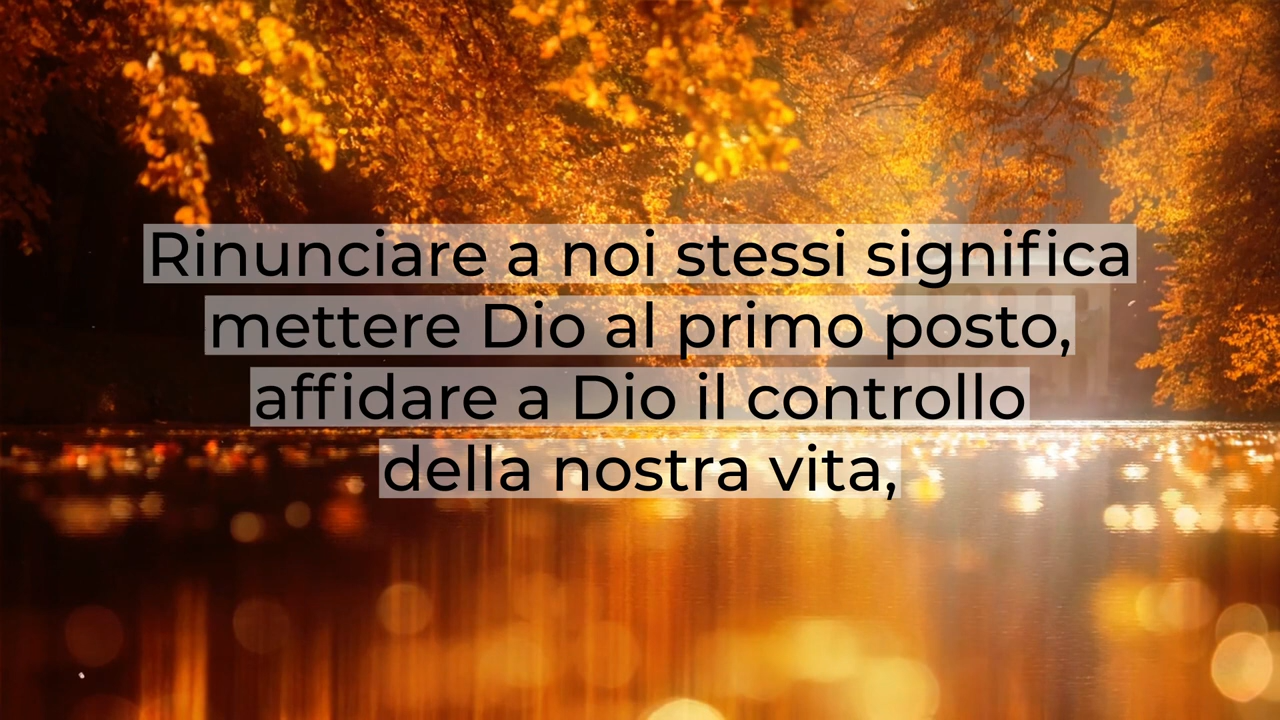 Rinunciare a noi stessi significa
mettere Dio al primo posto,
affidare a Dio il controllo
della nostra vita,